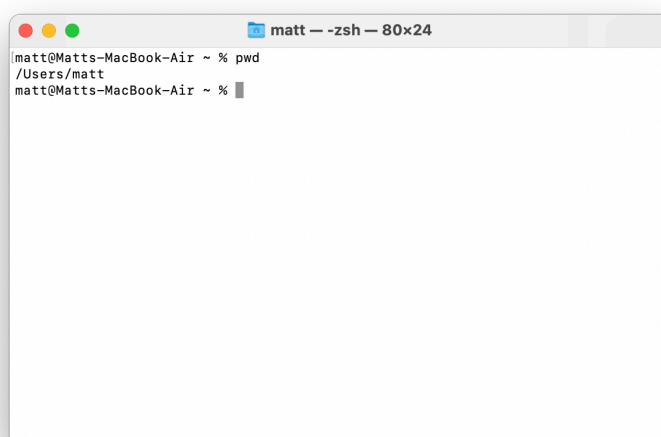 matt — -zsh — 80×24
matt@Matts-MacBook-Air ~ % pwd
/Users/matt
matt@Matts-MacBook-Air ~ %